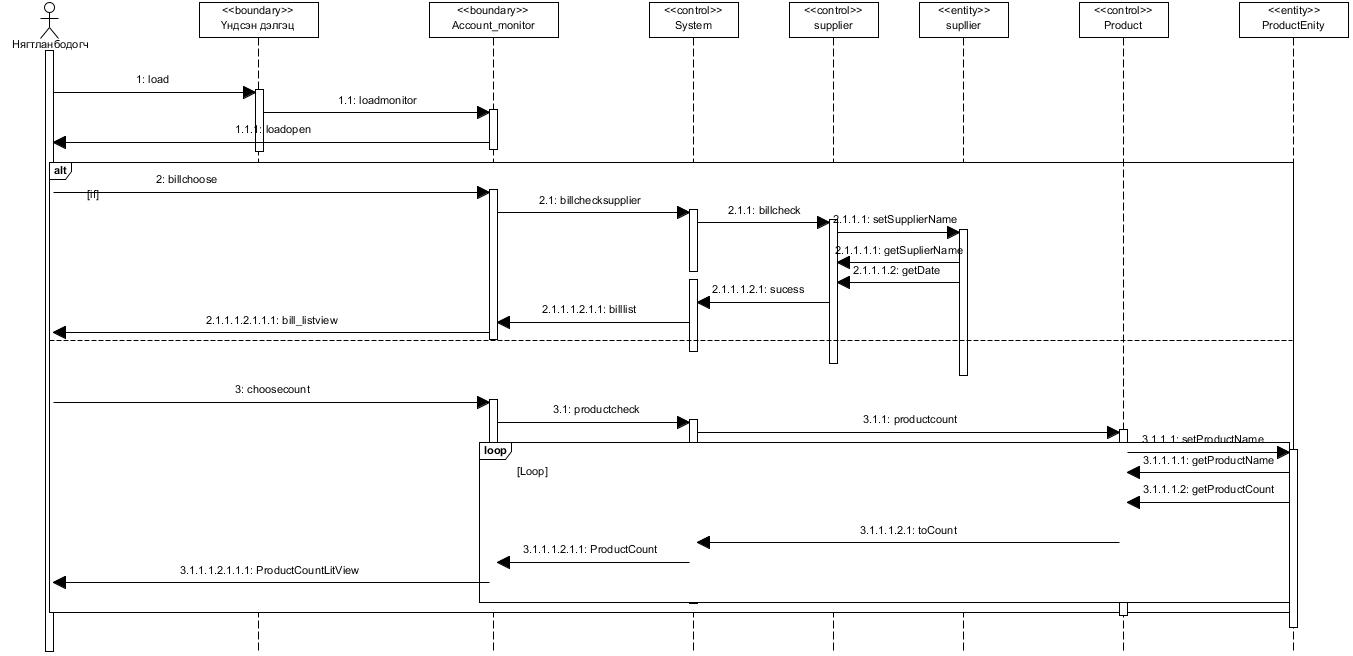 <<boundary>>
Үндсэн дэлгэц
<<boundary>>
Account_monitor
<<control>>
System
<<control>>
supplier
<<entity>>
supllier
<<control>>
Product
<<entity>>
ProductEnity
Нягтланбодогч
1: load
1.1: loadmonitor
1.1.1: loadopen
alt
2: billchoose
[if]
2.1: billchecksupplier
2.1.1: billcheck
2.1.1.1: setSupplierName
2.1.1.1.1: getSuplierName
2.1.1.1.2: getDate
2.1.1.1.2.1: sucess
2.1.1.1.2.1.1: billlist
2.1.1.1.2.1.1.1: bill_listview
3: choosecount
3.1: productcheck
3.1.1: productcount
3.1.1.1: setProductName
loop
[Loop]
3.1.1.1.1: getProductName
3.1.1.1.2: getProductCount
3.1.1.1.2.1: toCount
3.1.1.1.2.1.1: ProductCount
3.1.1.1.2.1.1.1: ProductCountLitView